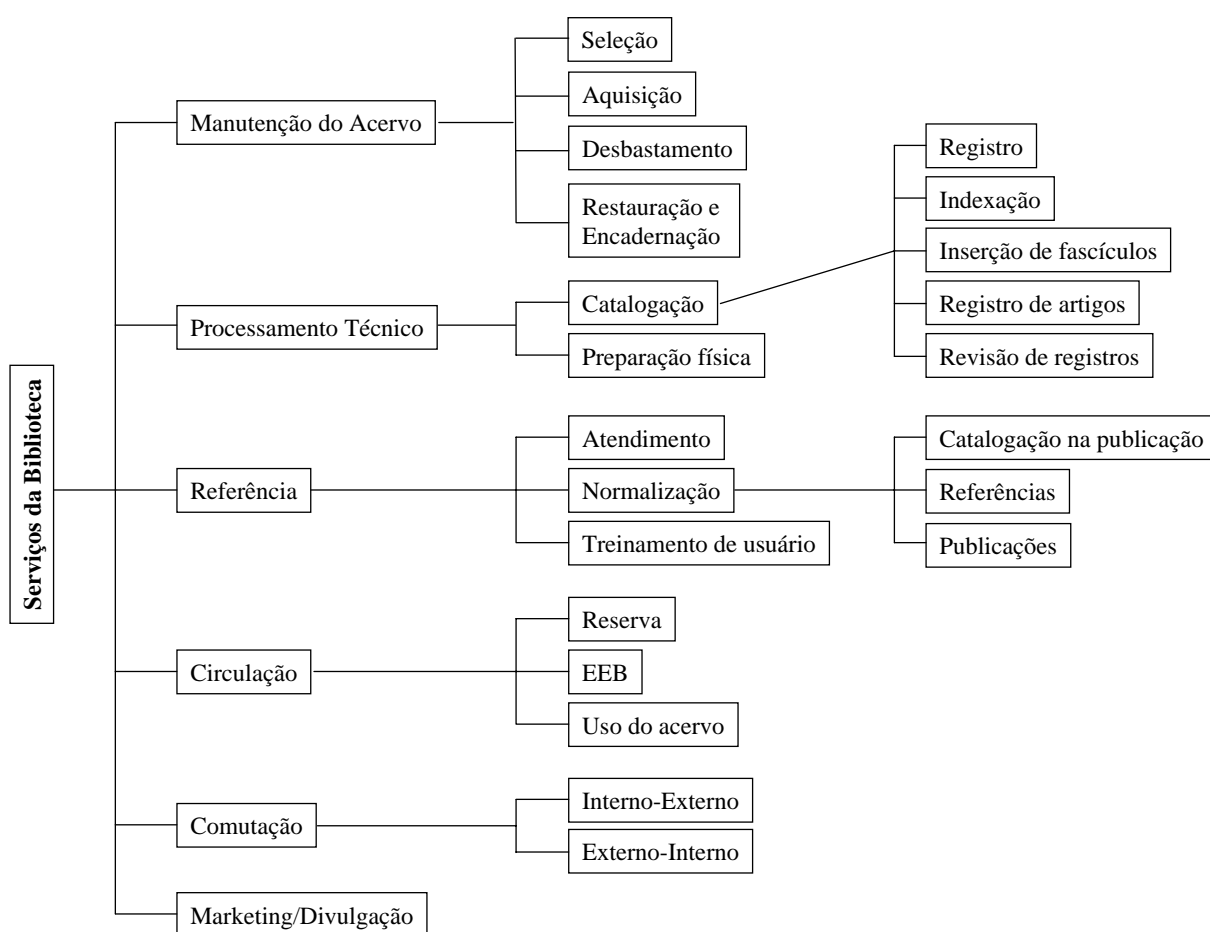 Serviços da Biblioteca
Manutenção do Acervo
Seleção
Aquisição
Desbastamento
Restauração e
Encadernação
Processamento Técnico
Catalogação
Registro
Indexação
Inserção de fascículos
Registro de artigos
Revisão de registros
Preparação física
Referência
Atendimento
Normalização
Catalogação na publicação
Referências
Publicações
Treinamento de usuário
Circulação
Reserva
EEB
Uso do acervo
Comutação
Interno-Externo
Externo-Interno
Marketing/Divulgação